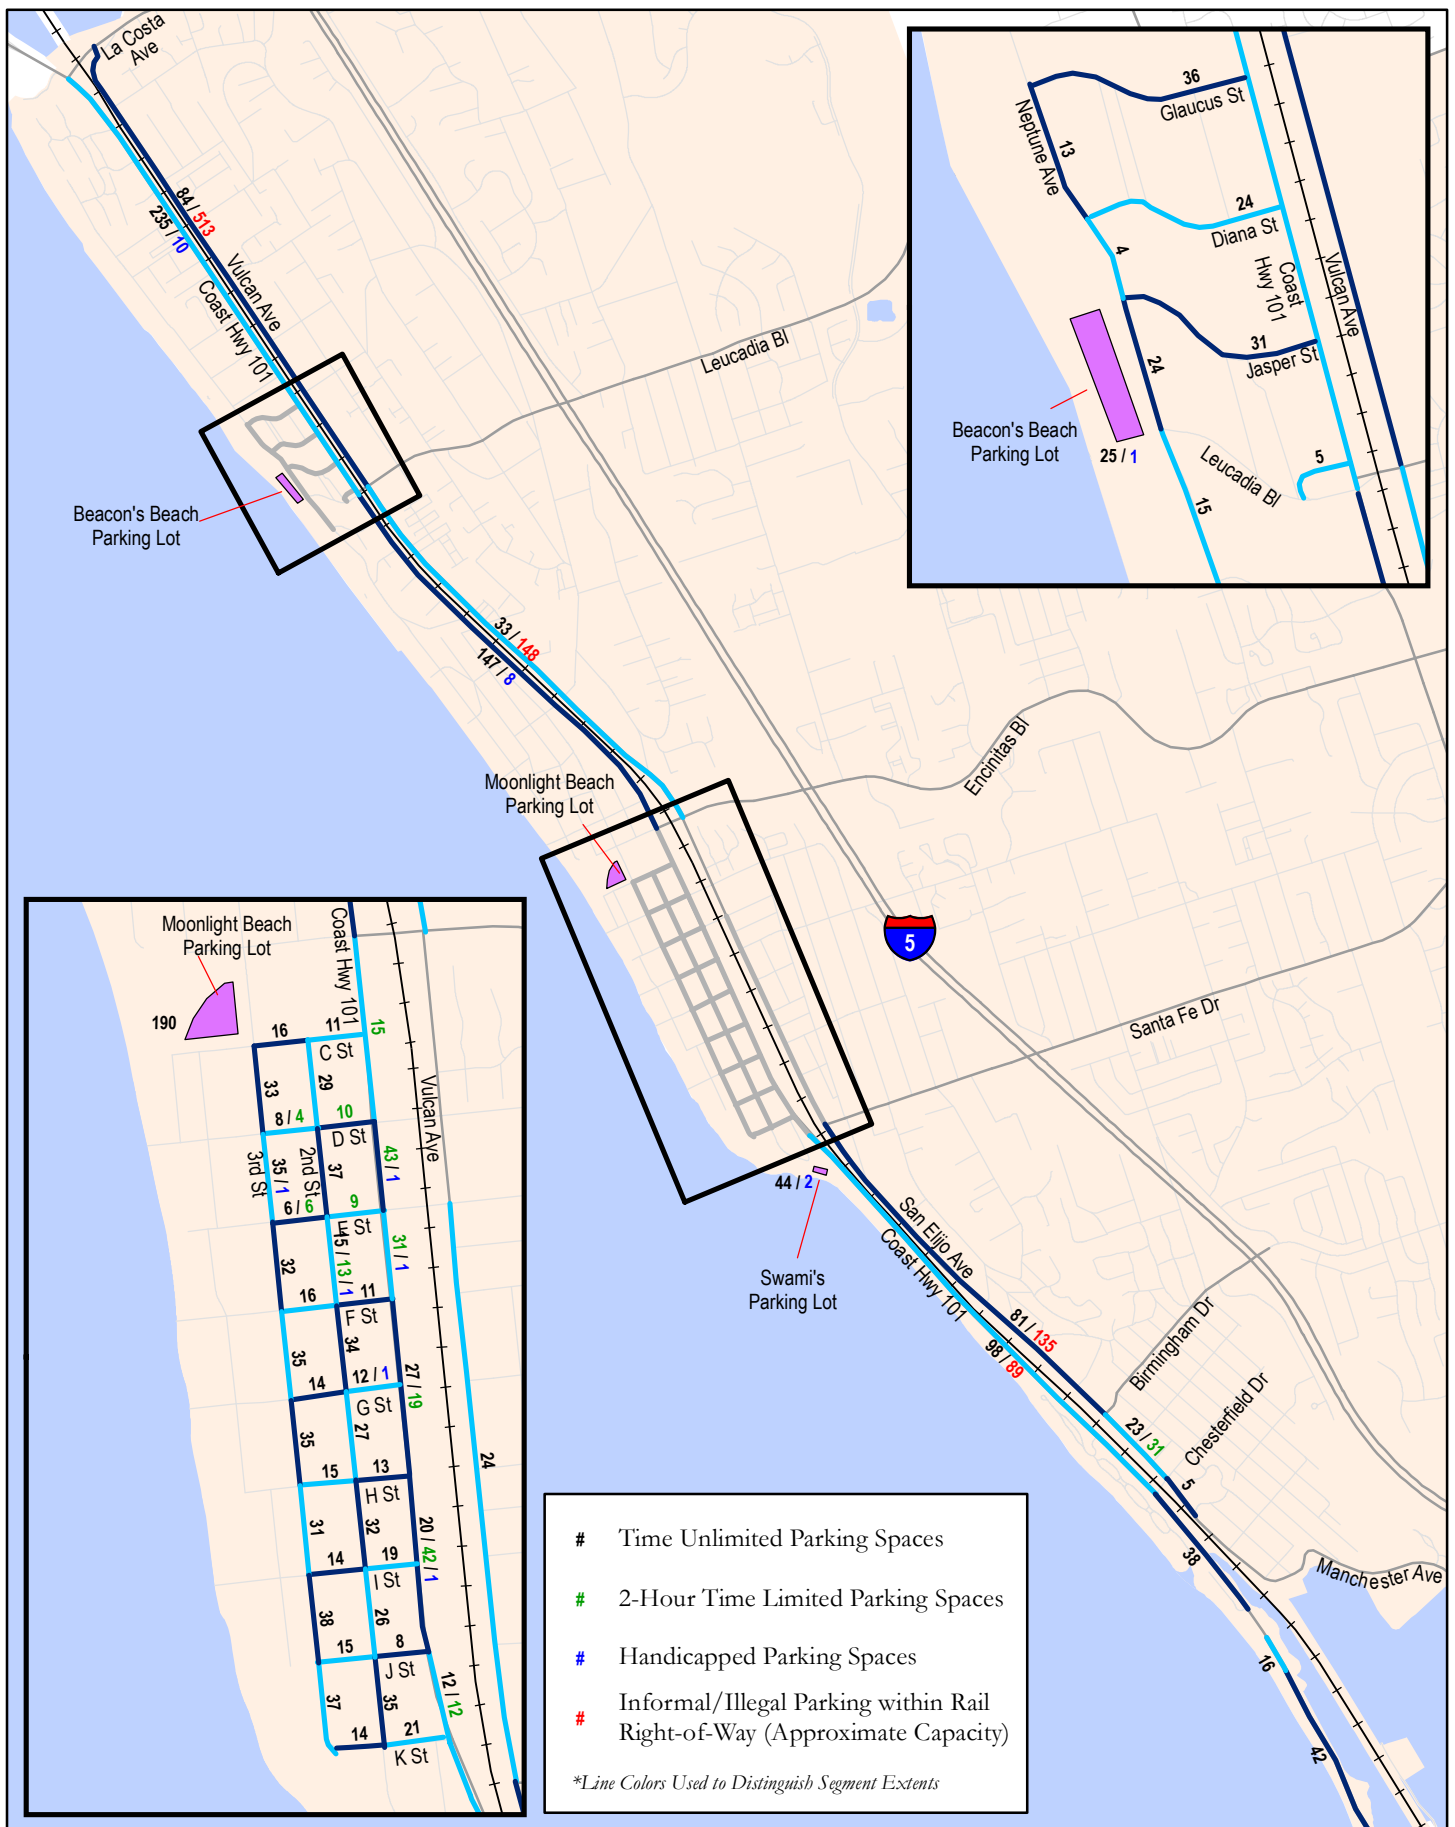 La Costa
Ave
84 / 513
235 / 10
Vulcan Ave
Coast Hwy 101
Leucadia Bl
Beacon's Beach
Parking Lot
33 / 148
147 / 8
Encinitas Bl
Moonlight Beach
Parking Lot
5
Santa Fe Dr
44 / 2
Swami's
Parking Lot
San Elijo Ave
Coast Hwy 101
81 / 135
98 / 89
Birmingham Dr
Chesterfield Dr
23 / 31
5
38
Manchester Ave
16
42
36
Glaucus St
Neptune Ave
13
24
Diana St
4
Coast
Hwy 101
Vulcan Ave
31
Jasper St
24
Beacon's Beach
Parking Lot
25 / 1
Leucadia Bl
5
15
Moonlight Beach
Parking Lot
Coast Hwy 101
190
16
11
15
C St
33
29
Vulcan Ave
8 / 4
10
D St
3rd St
35 / 1
2nd St
37
43 / 1
6 / 6
9
E St
15 / 13 / 1
31 / 1
32
16
11
F St
34
35
14
12 / 1
27 / 19
G St
27
35
15
13
H St
24
31
32
20 / 42 / 1
14
19
I St
38
26
15
8
J St
37
35
12 / 12
14
21
K St
# Time Unlimited Parking Spaces
# 2-Hour Time Limited Parking Spaces
# Handicapped Parking Spaces
# Informal/Illegal Parking within Rail
Right-of-Way (Approximate Capacity)
*Line Colors Used to Distinguish Segment Extents